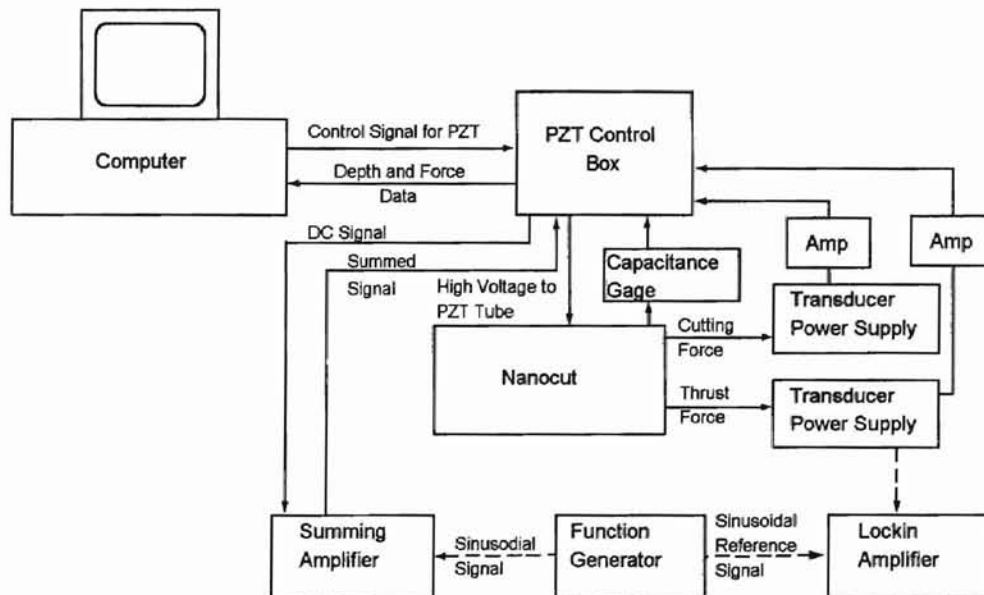 Computer
Control Signal for PZT
Depth and Force
Data
PZT Control
Box
DC Signal
Summed
Signal
High Voltage to
PZT Tube
Capacitance
Gage
Amp
Amp
Transducer
Power Supply
Nanocut
Cutting
Force
Thrust
Force
Transducer
Power Supply
Summing
Amplifier
Sinusodial
Signal
Function
Generator
Sinusoidal
Reference
Signal
Lockin
Amplifier